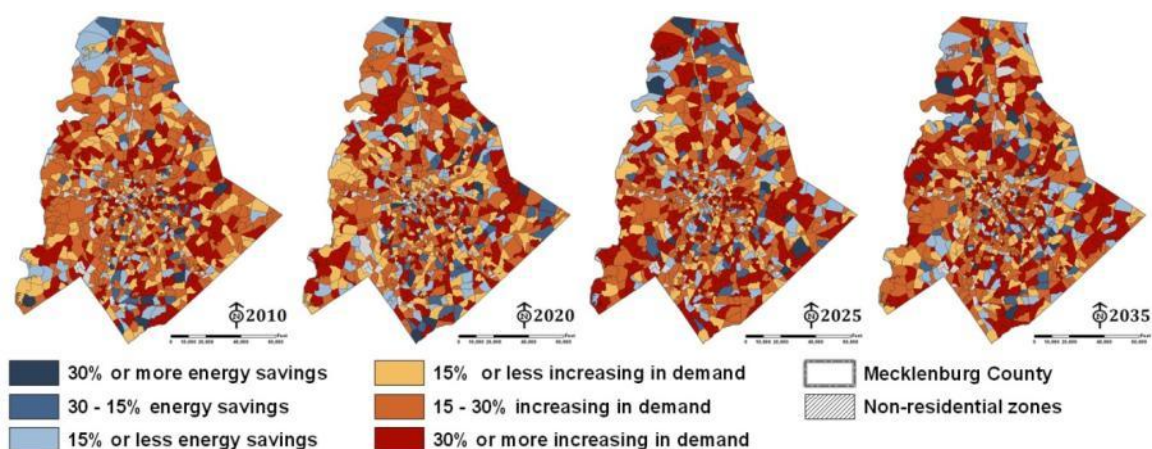 2010
2020
2025
2035
30% or more energy savings
30 - 15% energy savings
15% or less energy savings
15% or less increasing in demand
15 - 30% increasing in demand
30% or more increasing in demand
Mecklenburg County
Non-residential zones